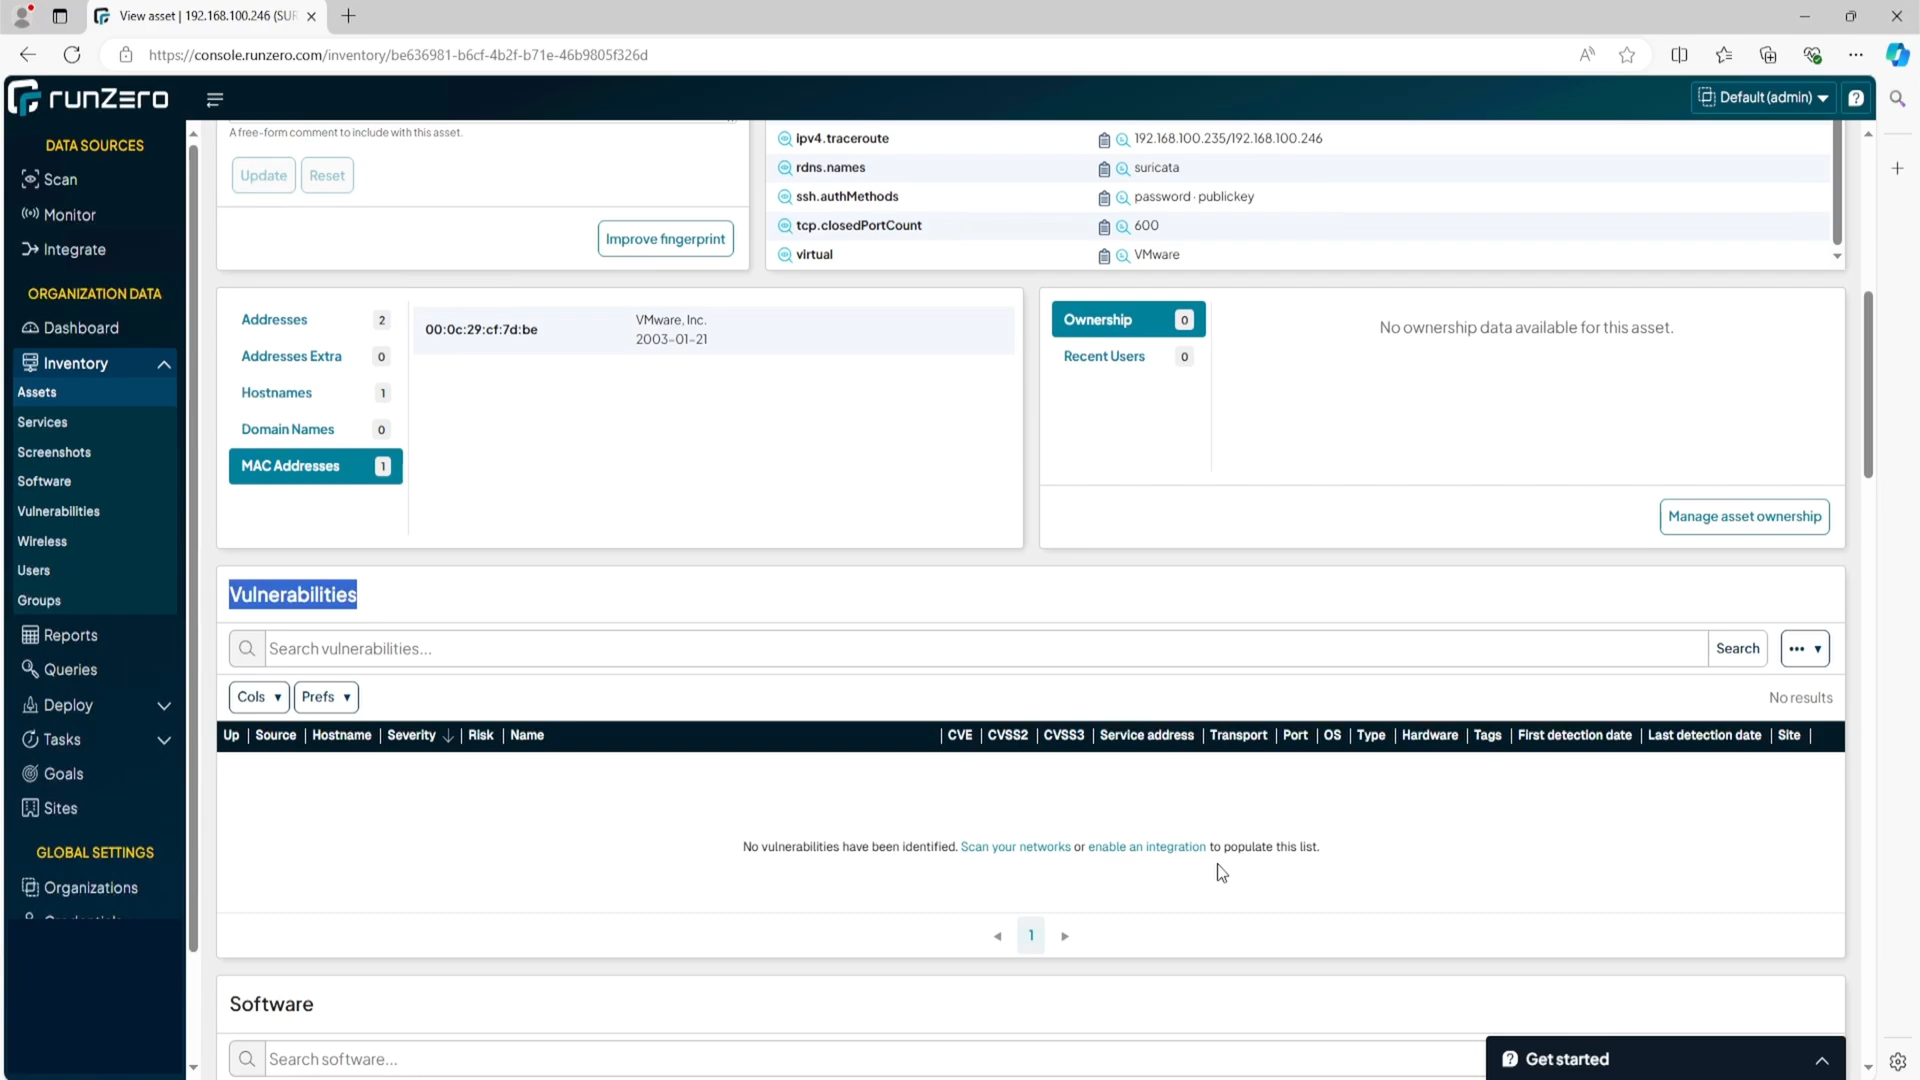 View asset | 192.168.100.246 (SUR
https://console.runzero.com/inventory/be636981-b6cf-4b2f-b71e-46b9805f326d
runZero
Default (admin)
DATA SOURCES
Scan
Monitor
Integrate
ORGANIZATION DATA
Dashboard
Inventory
Assets
Services
Screenshots
Software
Vulnerabilities
Wireless
Users
Groups
Reports
Queries
Deploy
Tasks
Goals
Sites
GLOBAL SETTINGS
Organizations
A free-form comment to include with this asset.
Update Reset
Improve fingerprint
ipv4.traceroute 192.168.100.235/192.168.100.246
rdns.names suricata
ssh.authMethods password · publickey
tcp.closedPortCount 600
virtual VMware
Addresses 2
Addresses Extra 0
Hostnames 1
Domain Names 0
MAC Addresses 1
00:0c:29:cf:7d:be
VMware, Inc.
2003-01-21
Ownership 0
Recent Users 0
No ownership data available for this asset.
Manage asset ownership
Vulnerabilities
Search vulnerabilities... Search
Cols Prefs No results
Up Source Hostname Severity Risk Name CVE CVSS2 CVSS3 Service address Transport Port OS Type Hardware Tags First detection date Last detection date Site
No vulnerabilities have been identified. Scan your networks or enable an integration to populate this list.
1
Software
Search software...
Get started